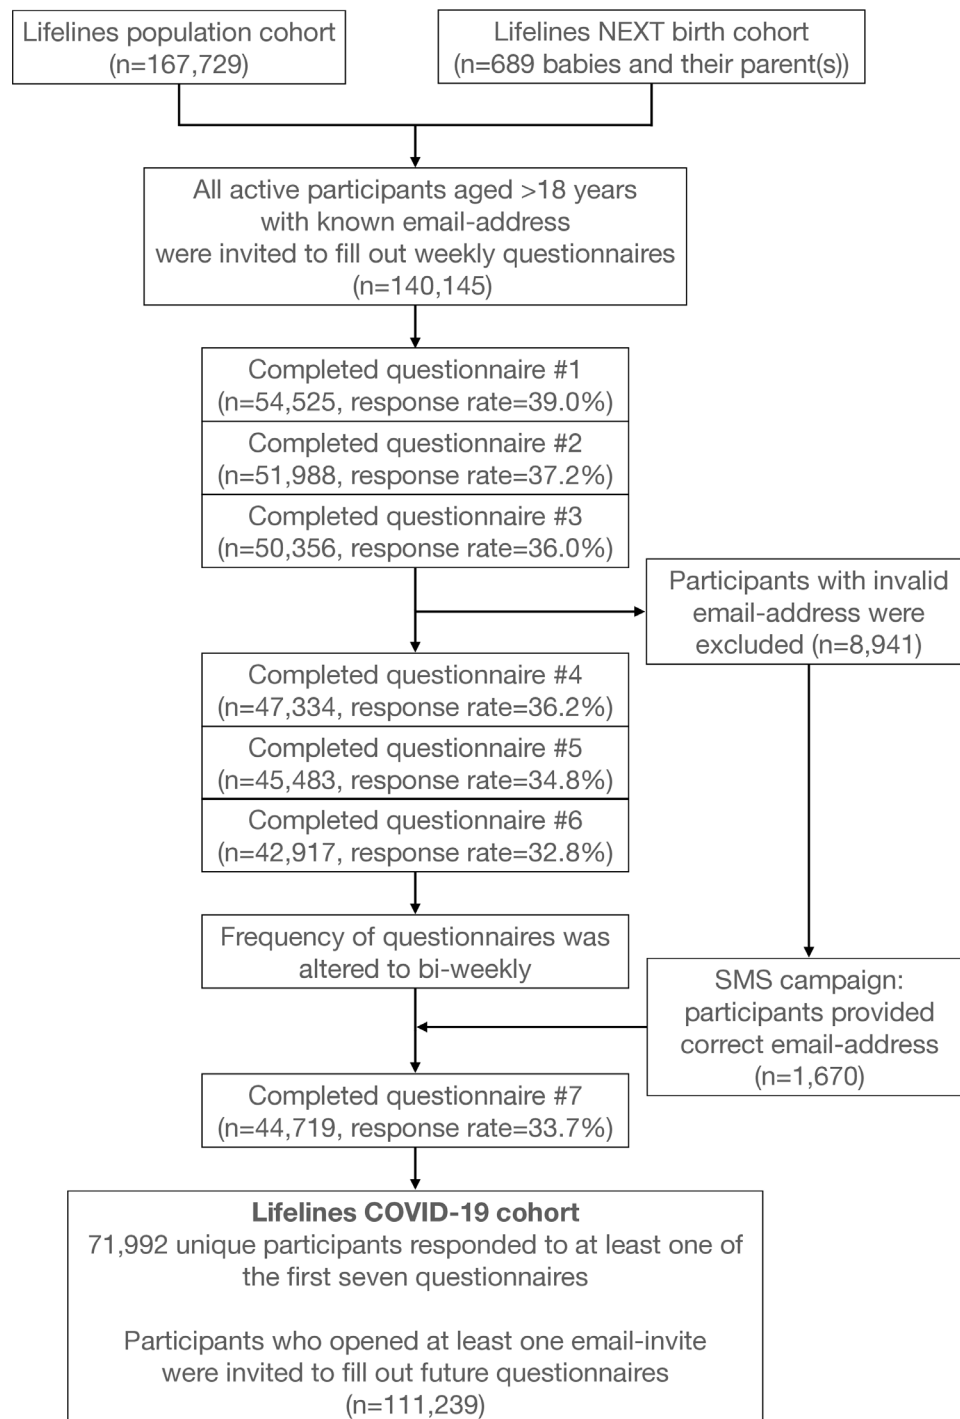 Lifelines population cohort
(n=167,729)
Lifelines NEXT birth cohort
(n=689 babies and their parent(s))
All active participants aged >18 years
with known email-address
were invited to fill out weekly questionnaires
(n=140,145)
Completed questionnaire #1
(n=54,525, response rate=39.0%)
Completed questionnaire #2
(n=51,988, response rate=37.2%)
Completed questionnaire #3
(n=50,356, response rate=36.0%)
Participants with invalid
email-address were
excluded (n=8,941)
Completed questionnaire #4
(n=47,334, response rate=36.2%)
Completed questionnaire #5
(n=45,483, response rate=34.8%)
Completed questionnaire #6
(n=42,917, response rate=32.8%)
Frequency of questionnaires was
altered to bi-weekly
SMS campaign:
participants provided
correct email-address
(n=1,670)
Completed questionnaire #7
(n=44,719, response rate=33.7%)
Lifelines COVID-19 cohort
71,992 unique participants responded to at least one of
the first seven questionnaires
Participants who opened at least one email-invite
were invited to fill out future questionnaires
(n=111,239)